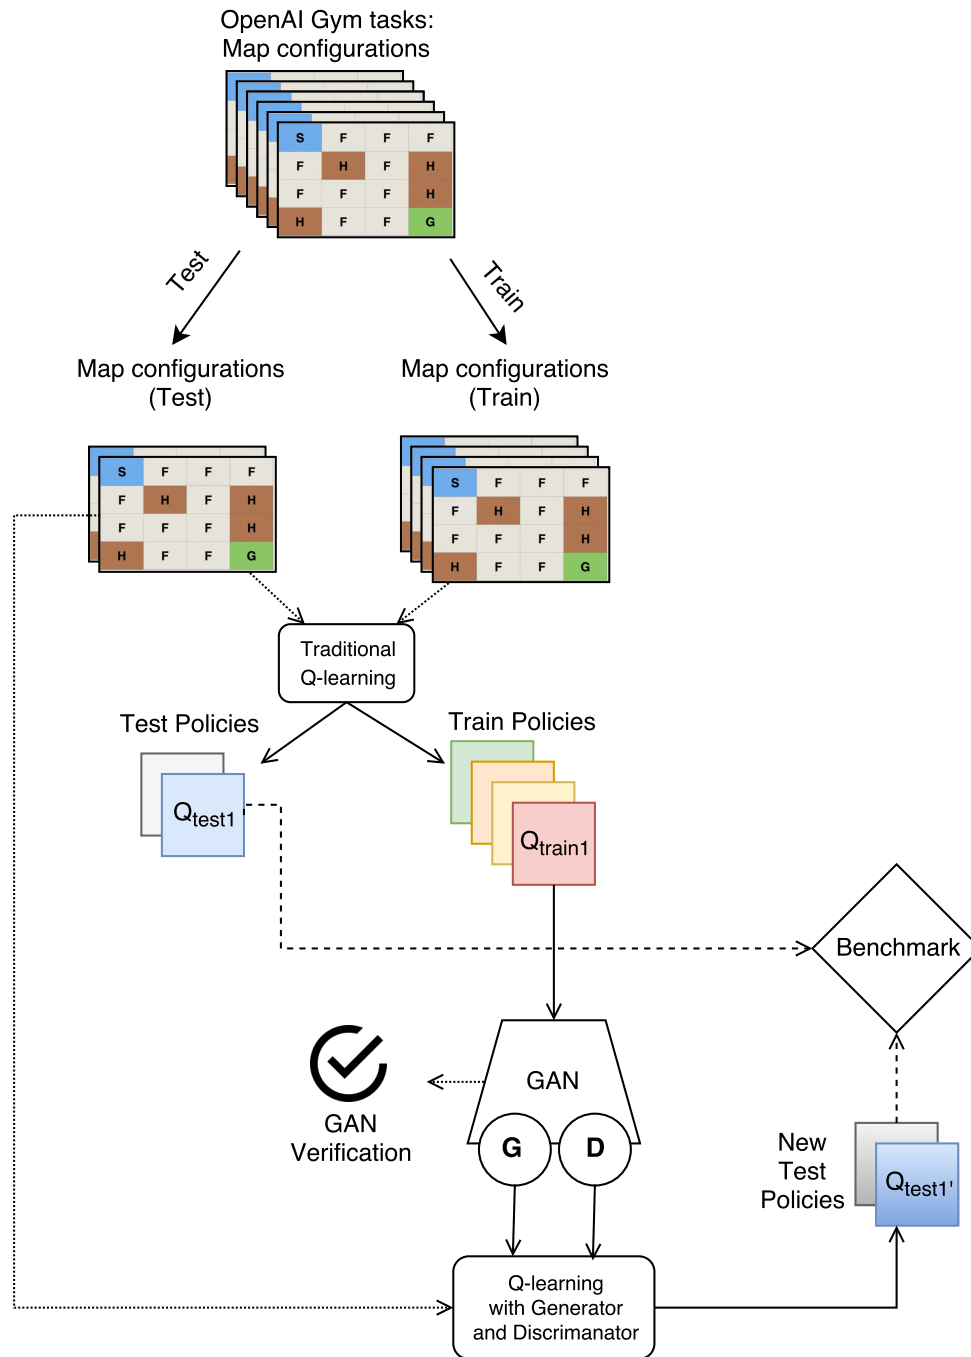 OpenAI Gym tasks:
Map configurations
S F F F
F H F H
F F F H
H F F G
Test
Train
Map configurations
(Test)
Map configurations
(Train)
S F F F
F H F H
F F F H
H F F G
S F F F
F H F H
F F F H
H F F G
Traditional
Q-learning
Test Policies
Train Policies
Qtest1
Qtrain1
Benchmark
GAN
GAN
Verification
G
D
New
Test
Policies
Qtest1'
Q-learning
with Generator
and Discrimanator